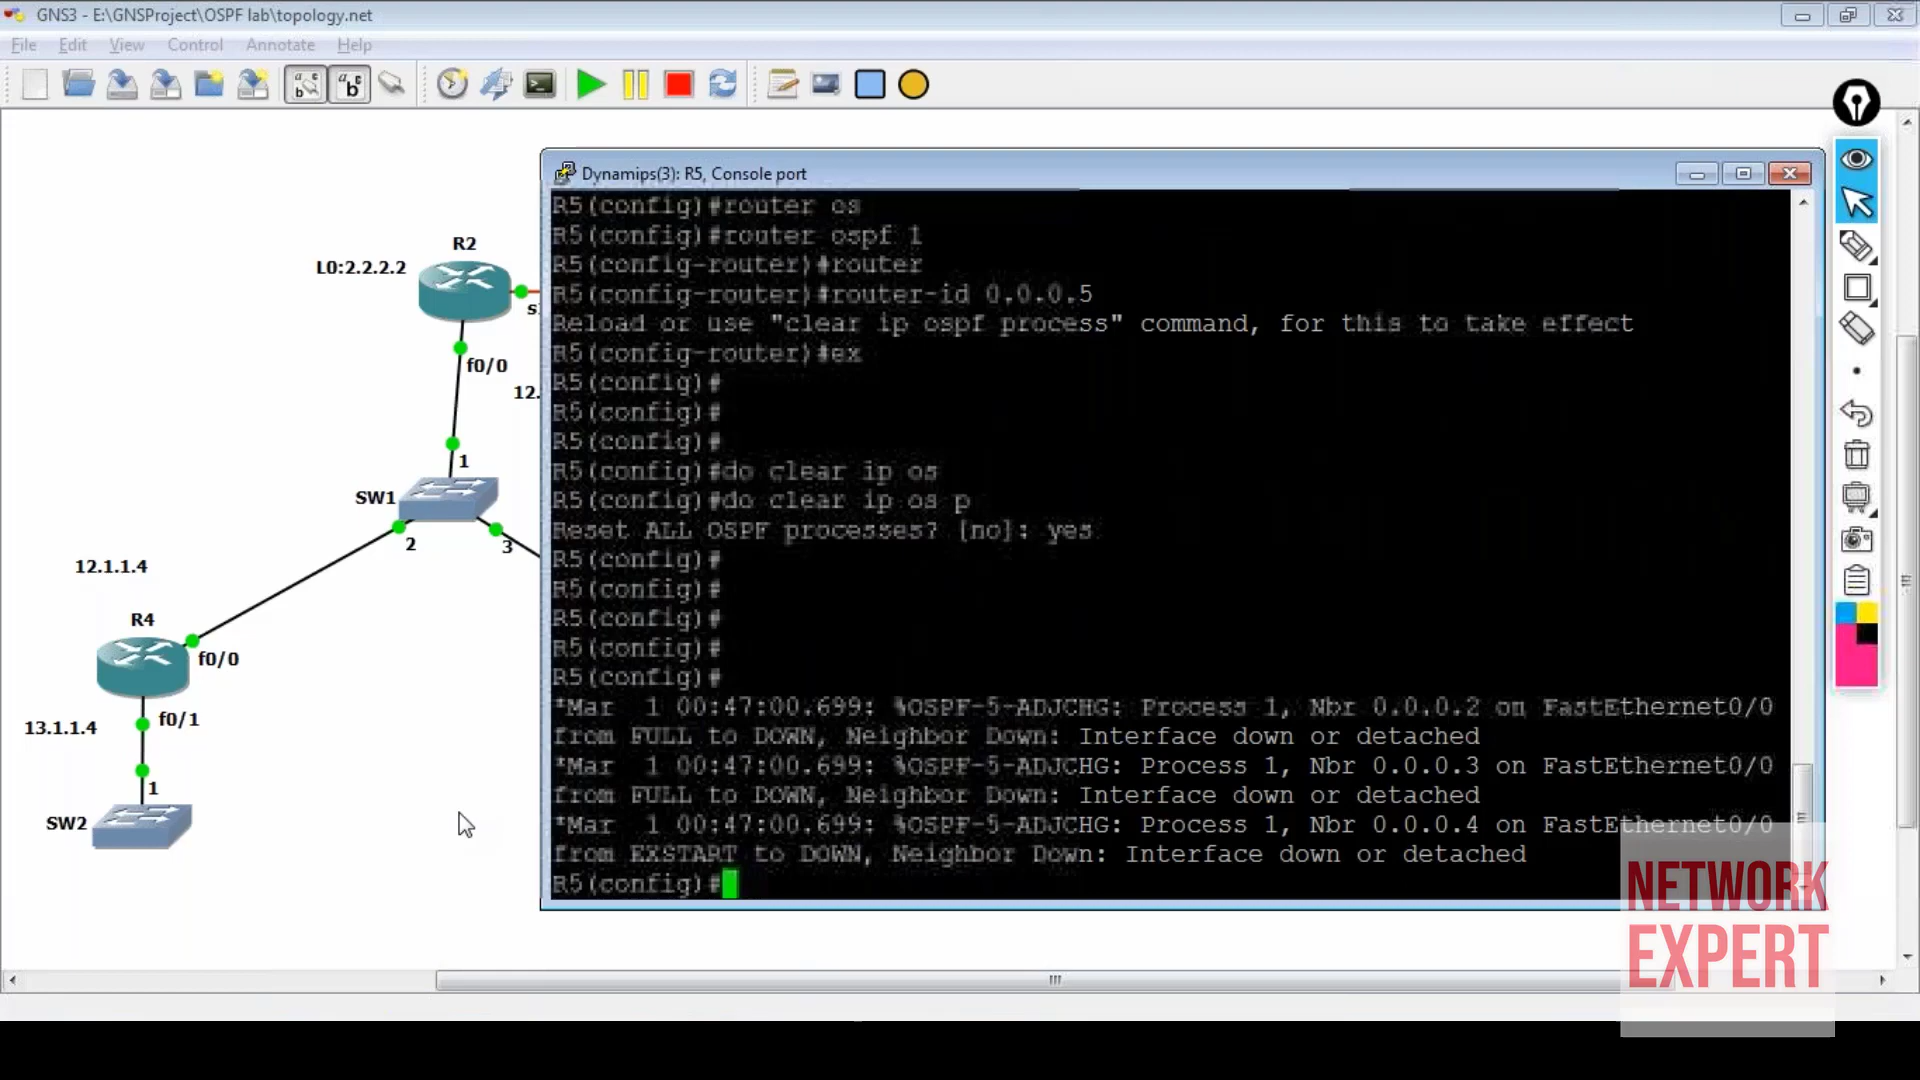 GNS3 - E:\GNSProject\OSPF lab\topology.net
File Edit View Control Annotate Help
R2
L0:2.2.2.2
f0/0
12.
1
SW1
2
3
12.1.1.4
R4
f0/0
f0/1
13.1.1.4
1
SW2
Dynamips(3): R5, Console port
R5(config)#router os
R5(config)#router ospf 1
R5(config-router)#router
R5(config-router)#router-id 0.0.0.5
Reload or use "clear ip ospf process" command, for this to take effect
R5(config-router)#ex
R5(config)#
R5(config)#
R5(config)#
R5(config)#do clear ip os
R5(config)#do clear ip os p
Reset ALL OSPF processes? [no]: yes
R5(config)#
R5(config)#
R5(config)#
R5(config)#
R5(config)#
*Mar  1 00:47:00.699: %OSPF-5-ADJCHG: Process 1, Nbr 0.0.0.2 on FastEthernet0/0
from FULL to DOWN, Neighbor Down: Interface down or detached
*Mar  1 00:47:00.699: %OSPF-5-ADJCHG: Process 1, Nbr 0.0.0.3 on FastEthernet0/0
from FULL to DOWN, Neighbor Down: Interface down or detached
*Mar  1 00:47:00.699: %OSPF-5-ADJCHG: Process 1, Nbr 0.0.0.4 on FastEthernet0/0
from EXSTART to DOWN, Neighbor Down: Interface down or detached
R5(config)#
NETWORK
EXPERT